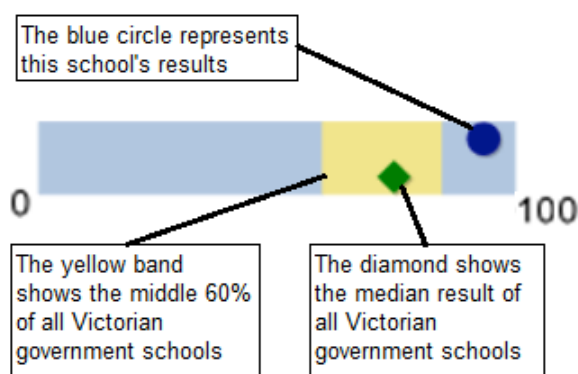 The blue circle represents
this school's results
0
100
The yellow band
shows the middle 60%
of all Victorian
government schools
The diamond shows
the median result of
all Victorian
government schools